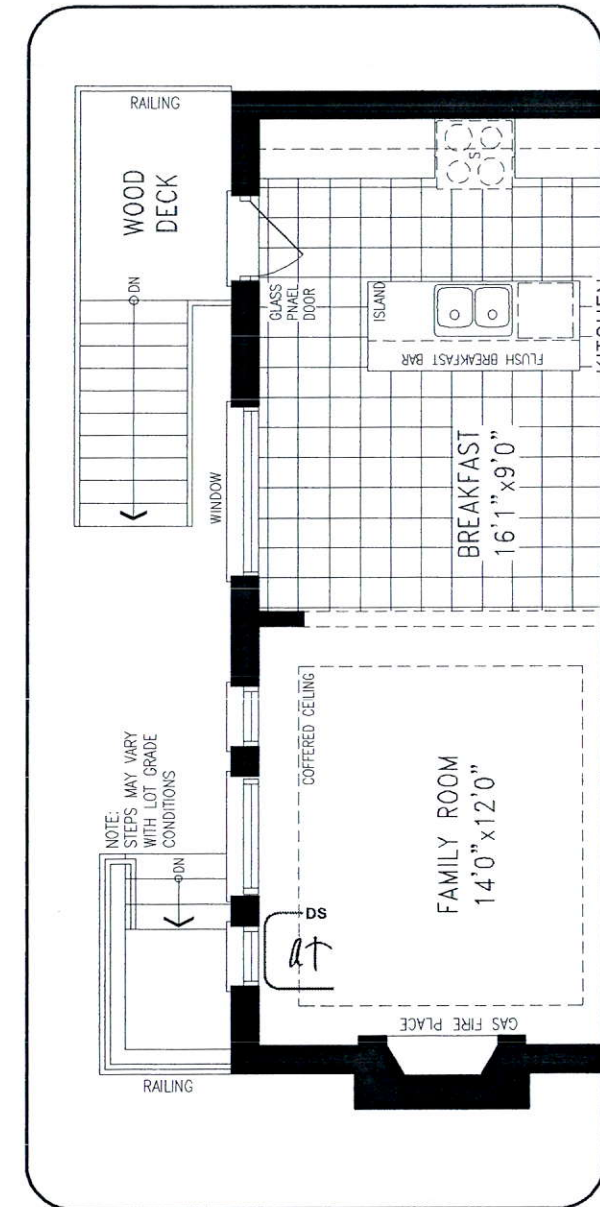 RAILING
WOOD
DECK
DN
GLASS
PNAEL
DOOR
S
ISLAND
FLUSH BREAKFAST BAR
KITCHEN
WINDOW
BREAKFAST
16'1"x9'0"
NOTE:
STEPS MAY VARY
WITH LOT GRADE
CONDITIONS
DN
COFFERED CEILING
FAMILY ROOM
14'0"x12'0"
DS
GAS FIRE PLACE
RAILING